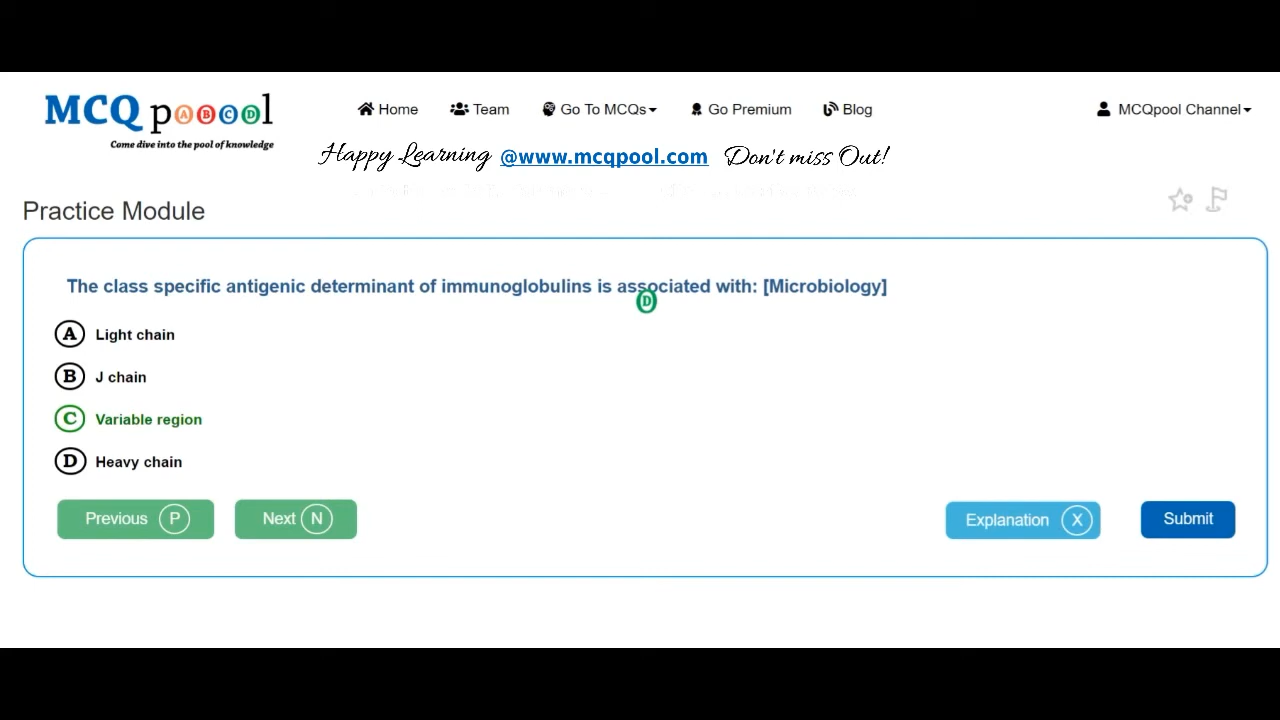 MCQ pooool
Come dive into the pool of knowledge
Home Team Go To MCQs Go Premium Blog MCQpool Channel
Happy Learning @www.mcqpool.com Don't miss Out!
Practice Module
The class specific antigenic determinant of immunoglobulins is associated with: [Microbiology]
D
A Light chain
B J chain
C Variable region
D Heavy chain
Previous P Next N Explanation X Submit